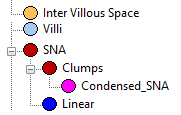 Inter Villous Space
Villi
SNA
Clumps
Condensed_SNA
Linear